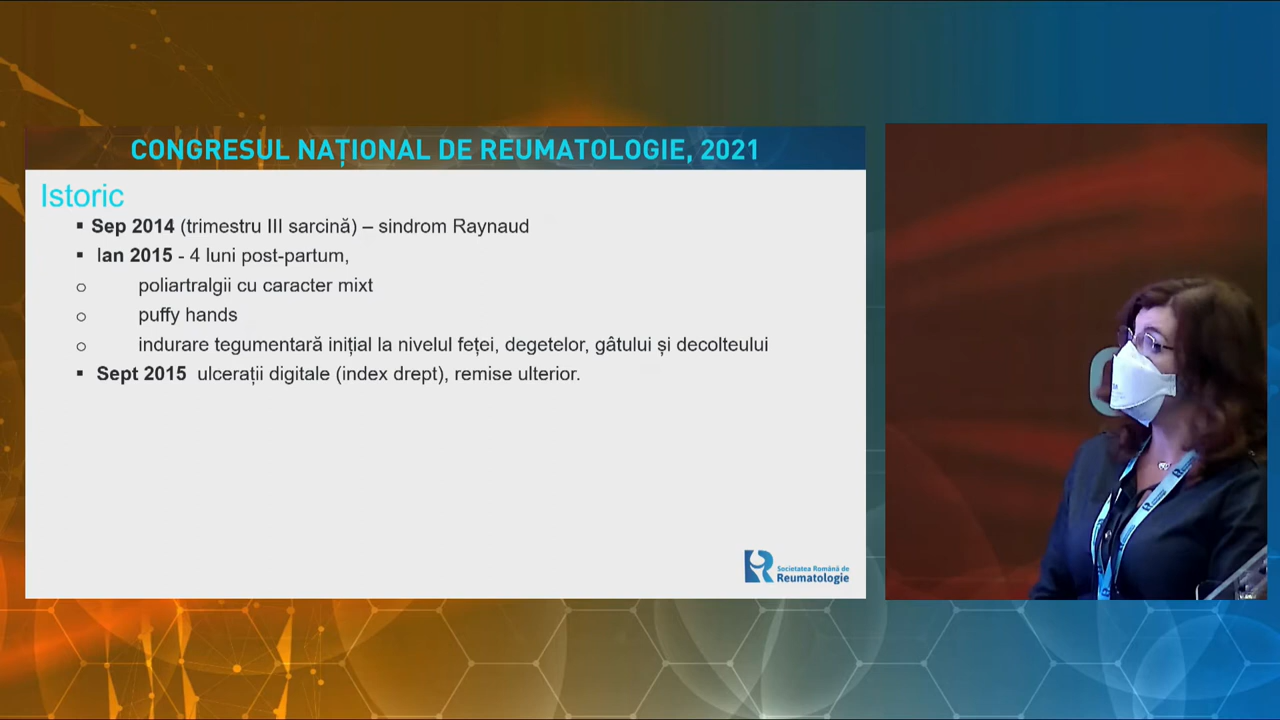 CONGRESUL NAȚIONAL DE REUMATOLOGIE, 2021
Istoric
▪ Sep 2014 (trimestru III sarcină) – sindrom Raynaud
▪ Ian 2015 - 4 luni post-partum,
o poliartralgii cu caracter mixt
o puffy hands
o indurare tegumentară inițial la nivelul feței, degetelor, gâtului și decolteului
▪ Sept 2015 ulcerații digitale (index drept), remise ulterior.
Societatea Română de
Reumatologie